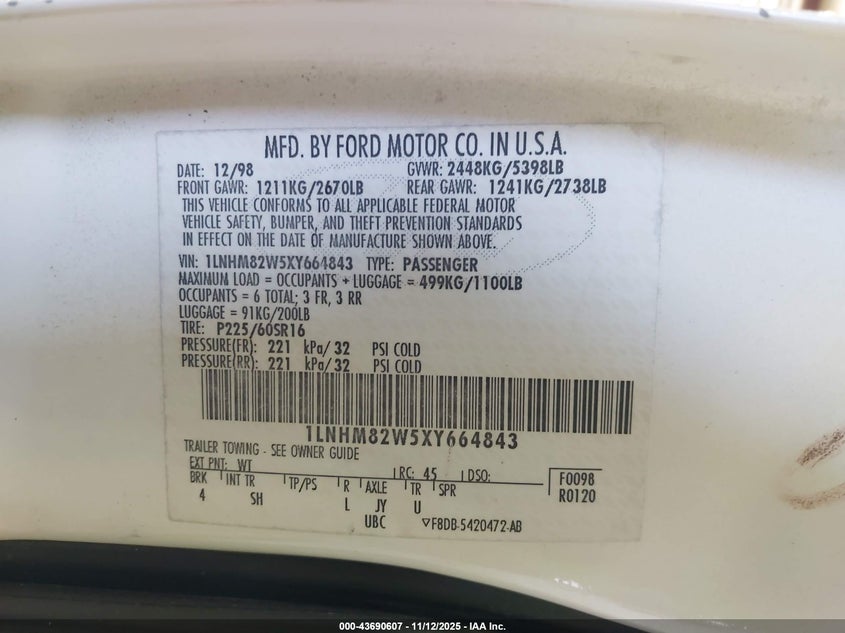 MFD. BY FORD MOTOR CO. IN U.S.A.
DATE: 12/98 GVWR: 2448KG/5398LB
FRONT GAWR: 1211KG/2670LB REAR GAWR: 1241KG/2738LB
THIS VEHICLE CONFORMS TO ALL APPLICABLE FEDERAL MOTOR
VEHICLE SAFETY, BUMPER, AND THEFT PREVENTION STANDARDS
IN EFFECT ON THE DATE OF MANUFACTURE SHOWN ABOVE.
VIN: 1LNHM82W5XY664843 TYPE: PASSENGER
MAXIMUM LOAD = OCCUPANTS + LUGGAGE = 499KG/1100LB
OCCUPANTS = 6 TOTAL; 3 FR, 3 RR
LUGGAGE = 91KG/200LB
TIRE: P225/60SR16
PRESSURE(FR): 221 kPa/32 PSI COLD
PRESSURE(RR): 221 kPa/32 PSI COLD
1LNHM82W5XY664843
TRAILER TOWING - SEE OWNER GUIDE
EXT PNT: WT RC: 45 DSO: F0098
BRK INT TR TP/PS R AXLE TR SPR R0120
4 SH L JY U
UBC ▽F8DB-5420472-AB
000-43690607 - 11/12/2025 - IAA Inc.